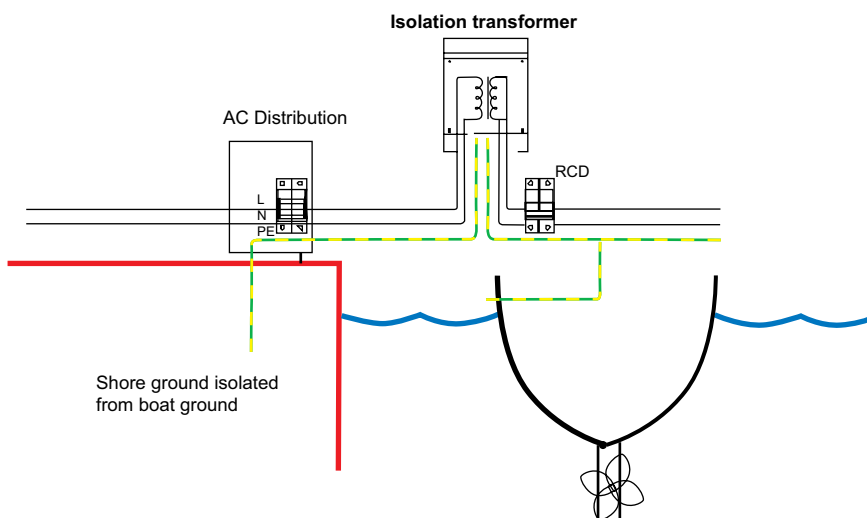 Isolation transformer
AC Distribution
RCD
L
N
PE
Shore ground isolated
from boat ground